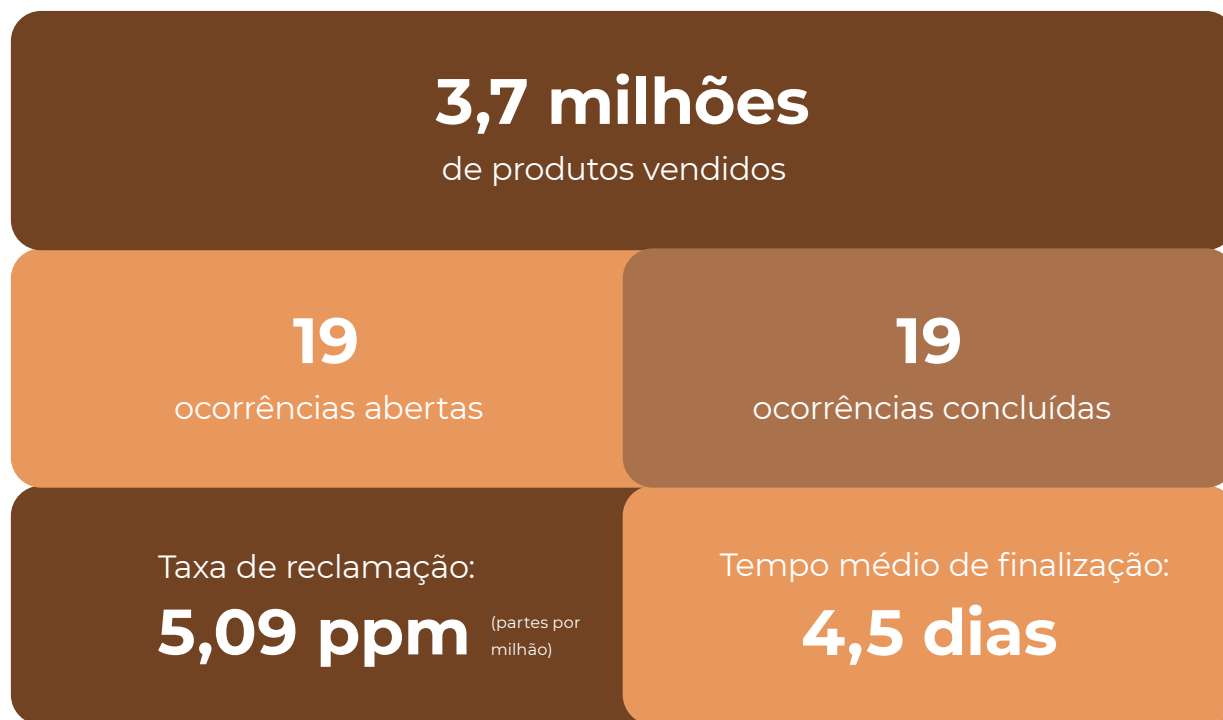 3,7 milhões
de produtos vendidos
19
ocorrências abertas
19
ocorrências concluídas
Taxa de reclamação:
5,09 ppm (partes por
milhão)
Tempo médio de finalização:
4,5 dias